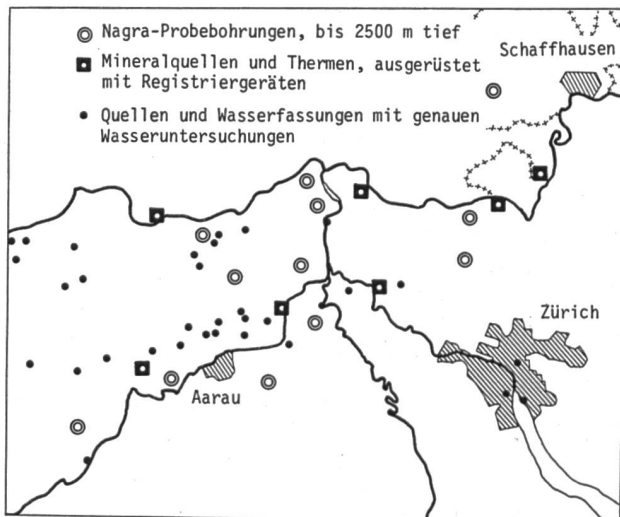 Nagra-Probebohrungen, bis 2500 m tief
Mineralquellen und Thermen, ausgerüstet
mit Registriergeräten
Quellen und Wasserfassungen mit genauen
Wasseruntersuchungen
Schaffhausen
Zürich
Aarau